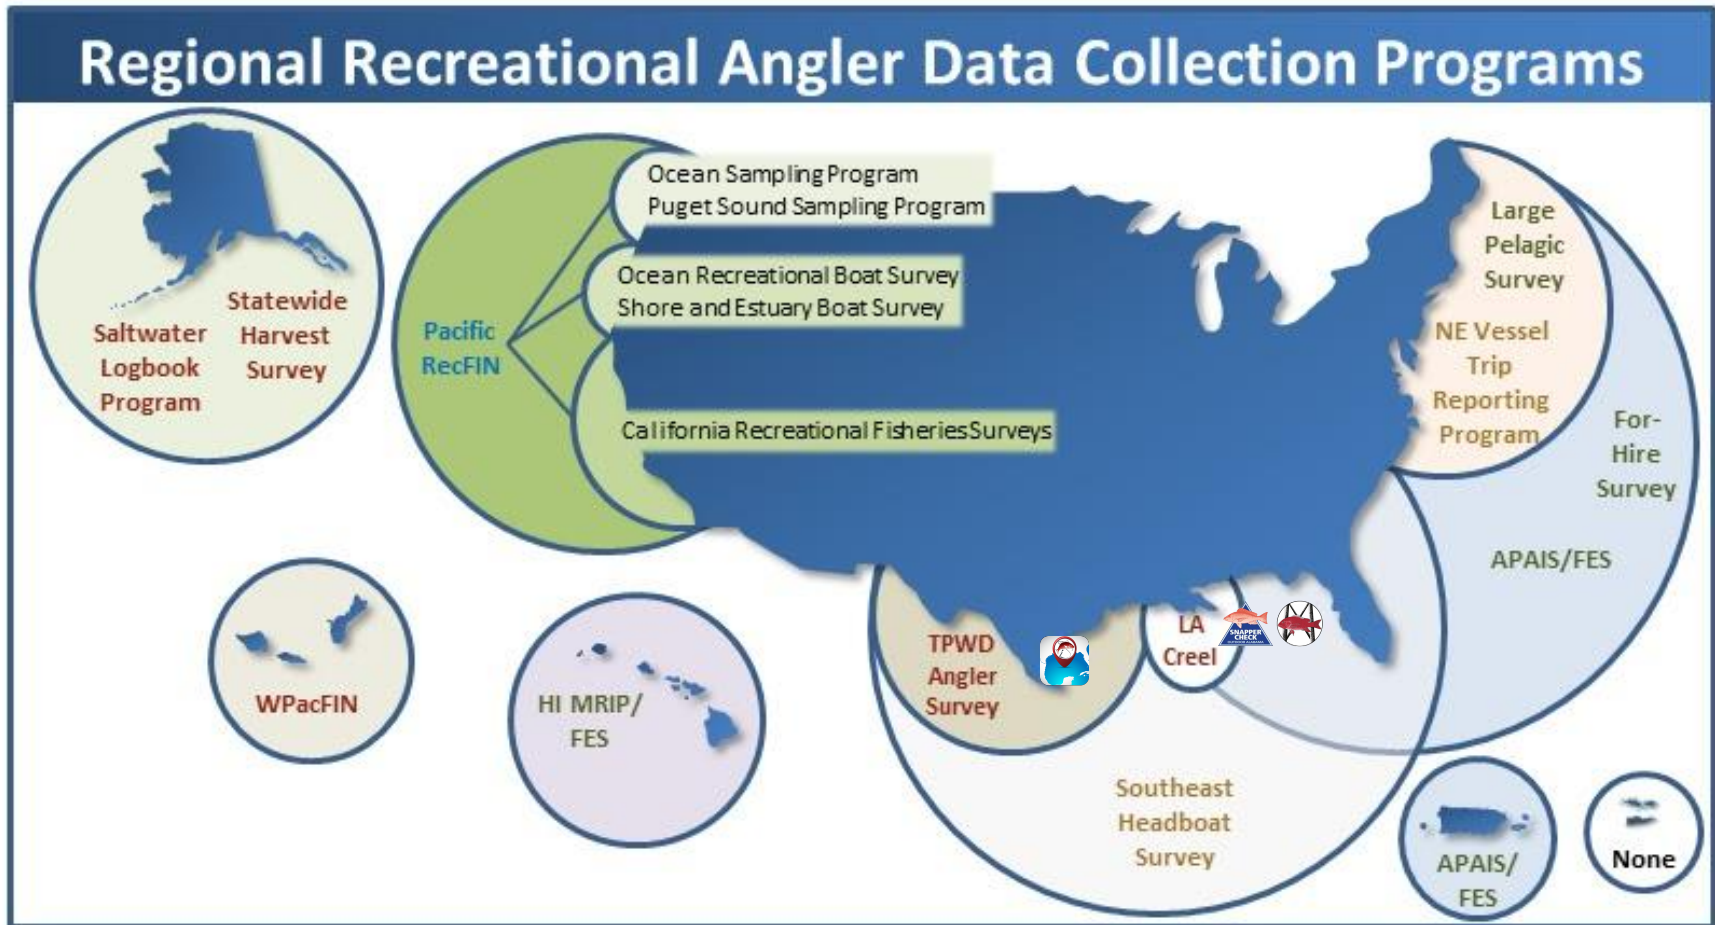 Regional Recreational Angler Data Collection Programs
Ocean Sampling Program
Puget Sound Sampling Program
Ocean Recreational Boat Survey
Shore and Estuary Boat Survey
California Recreational Fisheries Surveys
Pacific
RecFIN
Statewide
Harvest
Survey
Saltwater
Logbook
Program
Large
Pelagic
Survey
NE Vessel
Trip
Reporting
Program
For-
Hire
Survey
APAIS/FES
WPacFIN
HI MRIP/
FES
TPWD
Angler
Survey
LA
Creel
SNAPPER
CHECK
Southeast
Headboat
Survey
APAIS/
FES
None